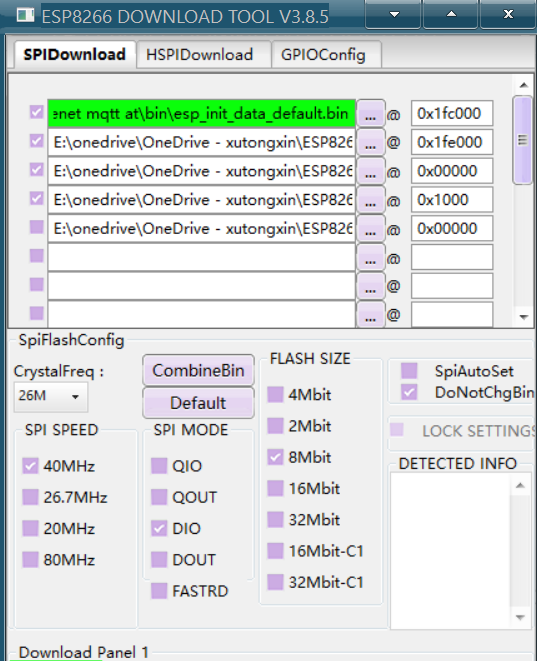 ESP8266 DOWNLOAD TOOL V3.8.5
SPIDownload HSPIDownload GPIOConfig
enet mqtt at\bin\esp_init_data_default.bin ... @ 0x1fc000
E:\onedrive\OneDrive - xutongxin\ESP826 ... @ 0x1fe000
E:\onedrive\OneDrive - xutongxin\ESP826 ... @ 0x00000
E:\onedrive\OneDrive - xutongxin\ESP826 ... @ 0x1000
E:\onedrive\OneDrive - xutongxin\ESP826 ... @ 0x00000
... @
... @
... @
SpiFlashConfig
CrystalFreq :
26M
CombineBin
Default
SPI SPEED
40MHz
26.7MHz
20MHz
80MHz
SPI MODE
QIO
QOUT
DIO
DOUT
FASTRD
FLASH SIZE
4Mbit
2Mbit
8Mbit
16Mbit
32Mbit
16Mbit-C1
32Mbit-C1
SpiAutoSet
DoNotChgBin
LOCK SETTINGS
DETECTED INFO
Download Panel 1